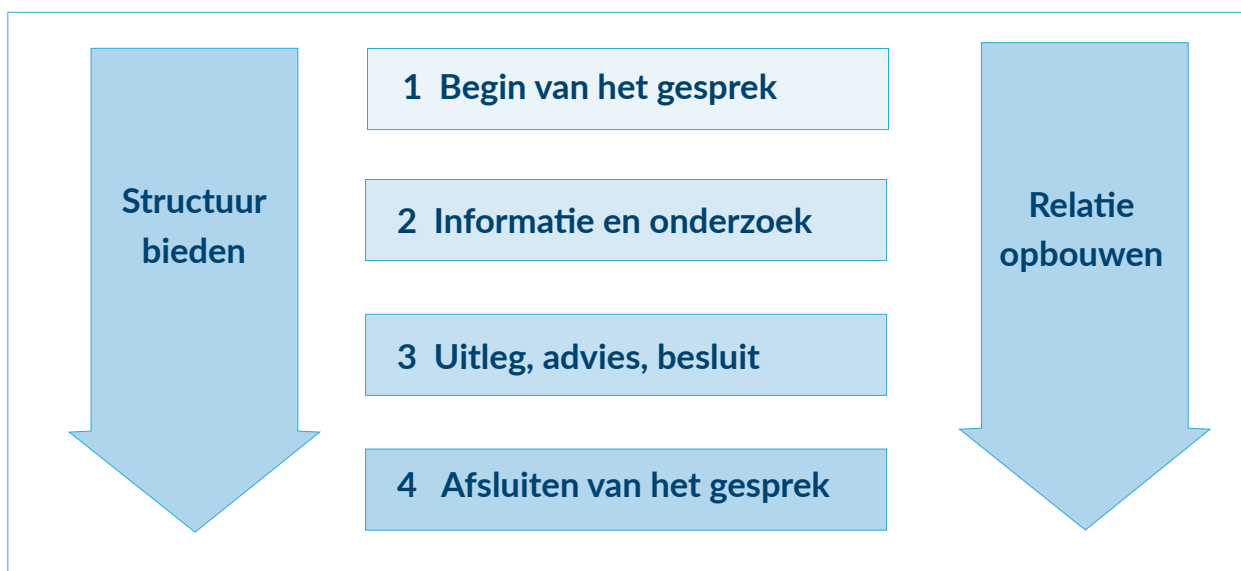 1 Begin van het gesprek
Structuur
bieden
2 Informatie en onderzoek
Relatie
opbouwen
3 Uitleg, advies, besluit
4 Afsluiten van het gesprek